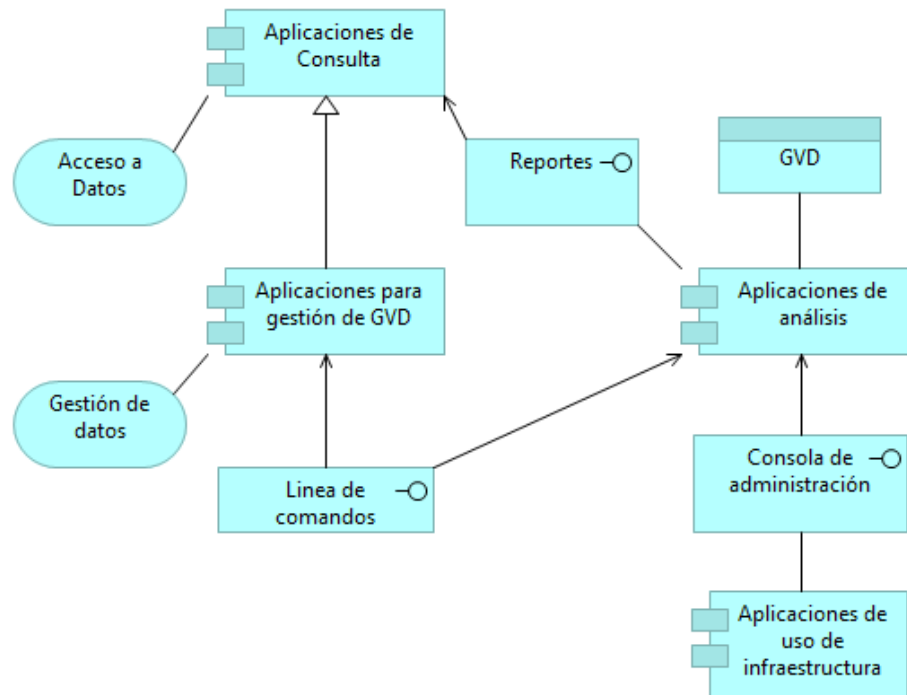 Aplicaciones de
Consulta
Acceso a
Datos
Reportes
GVD
Aplicaciones para
gestión de GVD
Aplicaciones de
análisis
Gestión de
datos
Linea de
comandos
Consola de
administración
Aplicaciones de
uso de
infraestructura